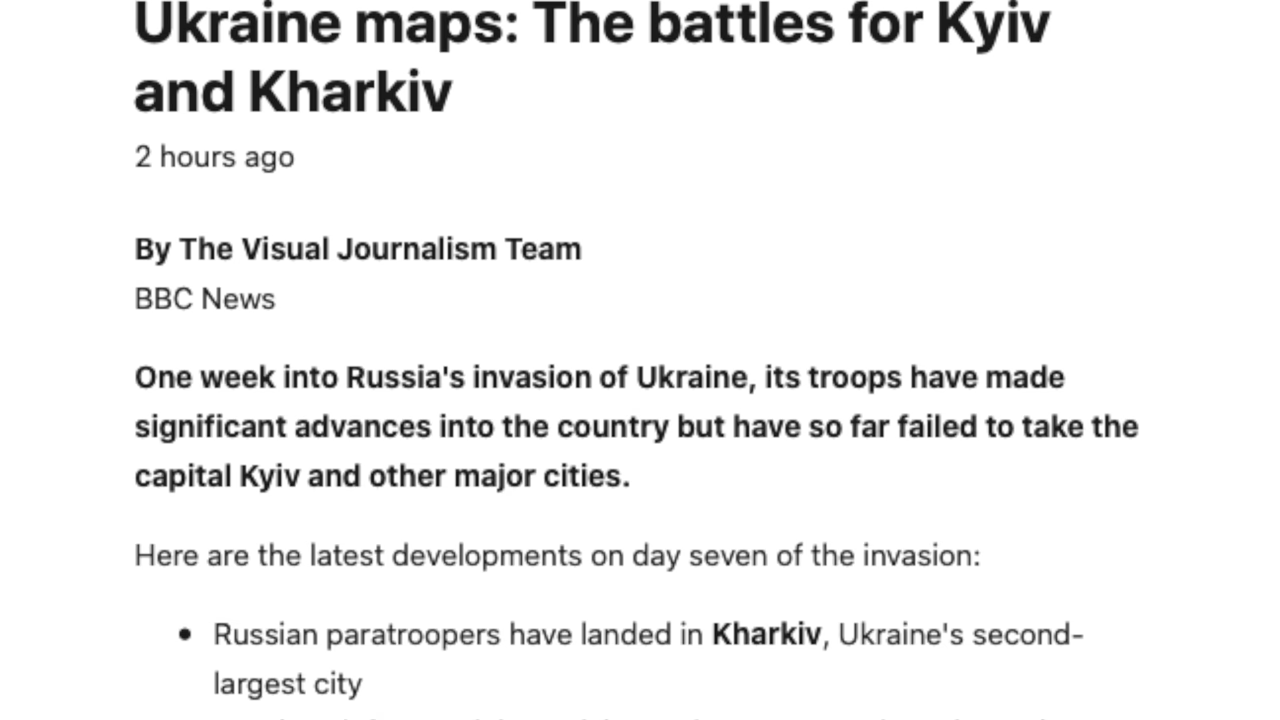 Ukraine maps: The battles for Kyiv
and Kharkiv
2 hours ago
By The Visual Journalism Team
BBC News
One week into Russia's invasion of Ukraine, its troops have made
significant advances into the country but have so far failed to take the
capital Kyiv and other major cities.
Here are the latest developments on day seven of the invasion:
• Russian paratroopers have landed in Kharkiv, Ukraine's second-
largest city